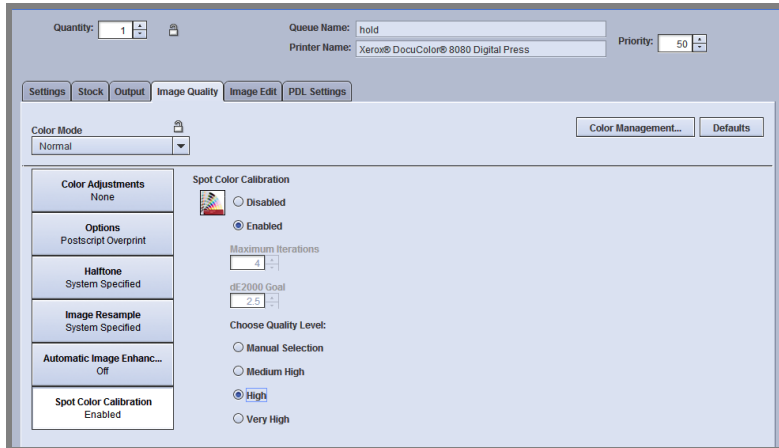 Quantity: 1 Queue Name: hold
Printer Name: Xerox® DocuColor® 8080 Digital Press Priority: 50
Settings Stock Output Image Quality Image Edit PDL Settings
Color Mode
Normal
Color Management... Defaults
Color Adjustments
None
Options
Postscript Overprint
Halftone
System Specified
Image Resample
System Specified
Automatic Image Enhanc...
Off
Spot Color Calibration
Enabled
Spot Color Calibration
Disabled
Enabled
Maximum Iterations
4
dE2000 Goal
2.5
Choose Quality Level:
Manual Selection
Medium High
High
Very High